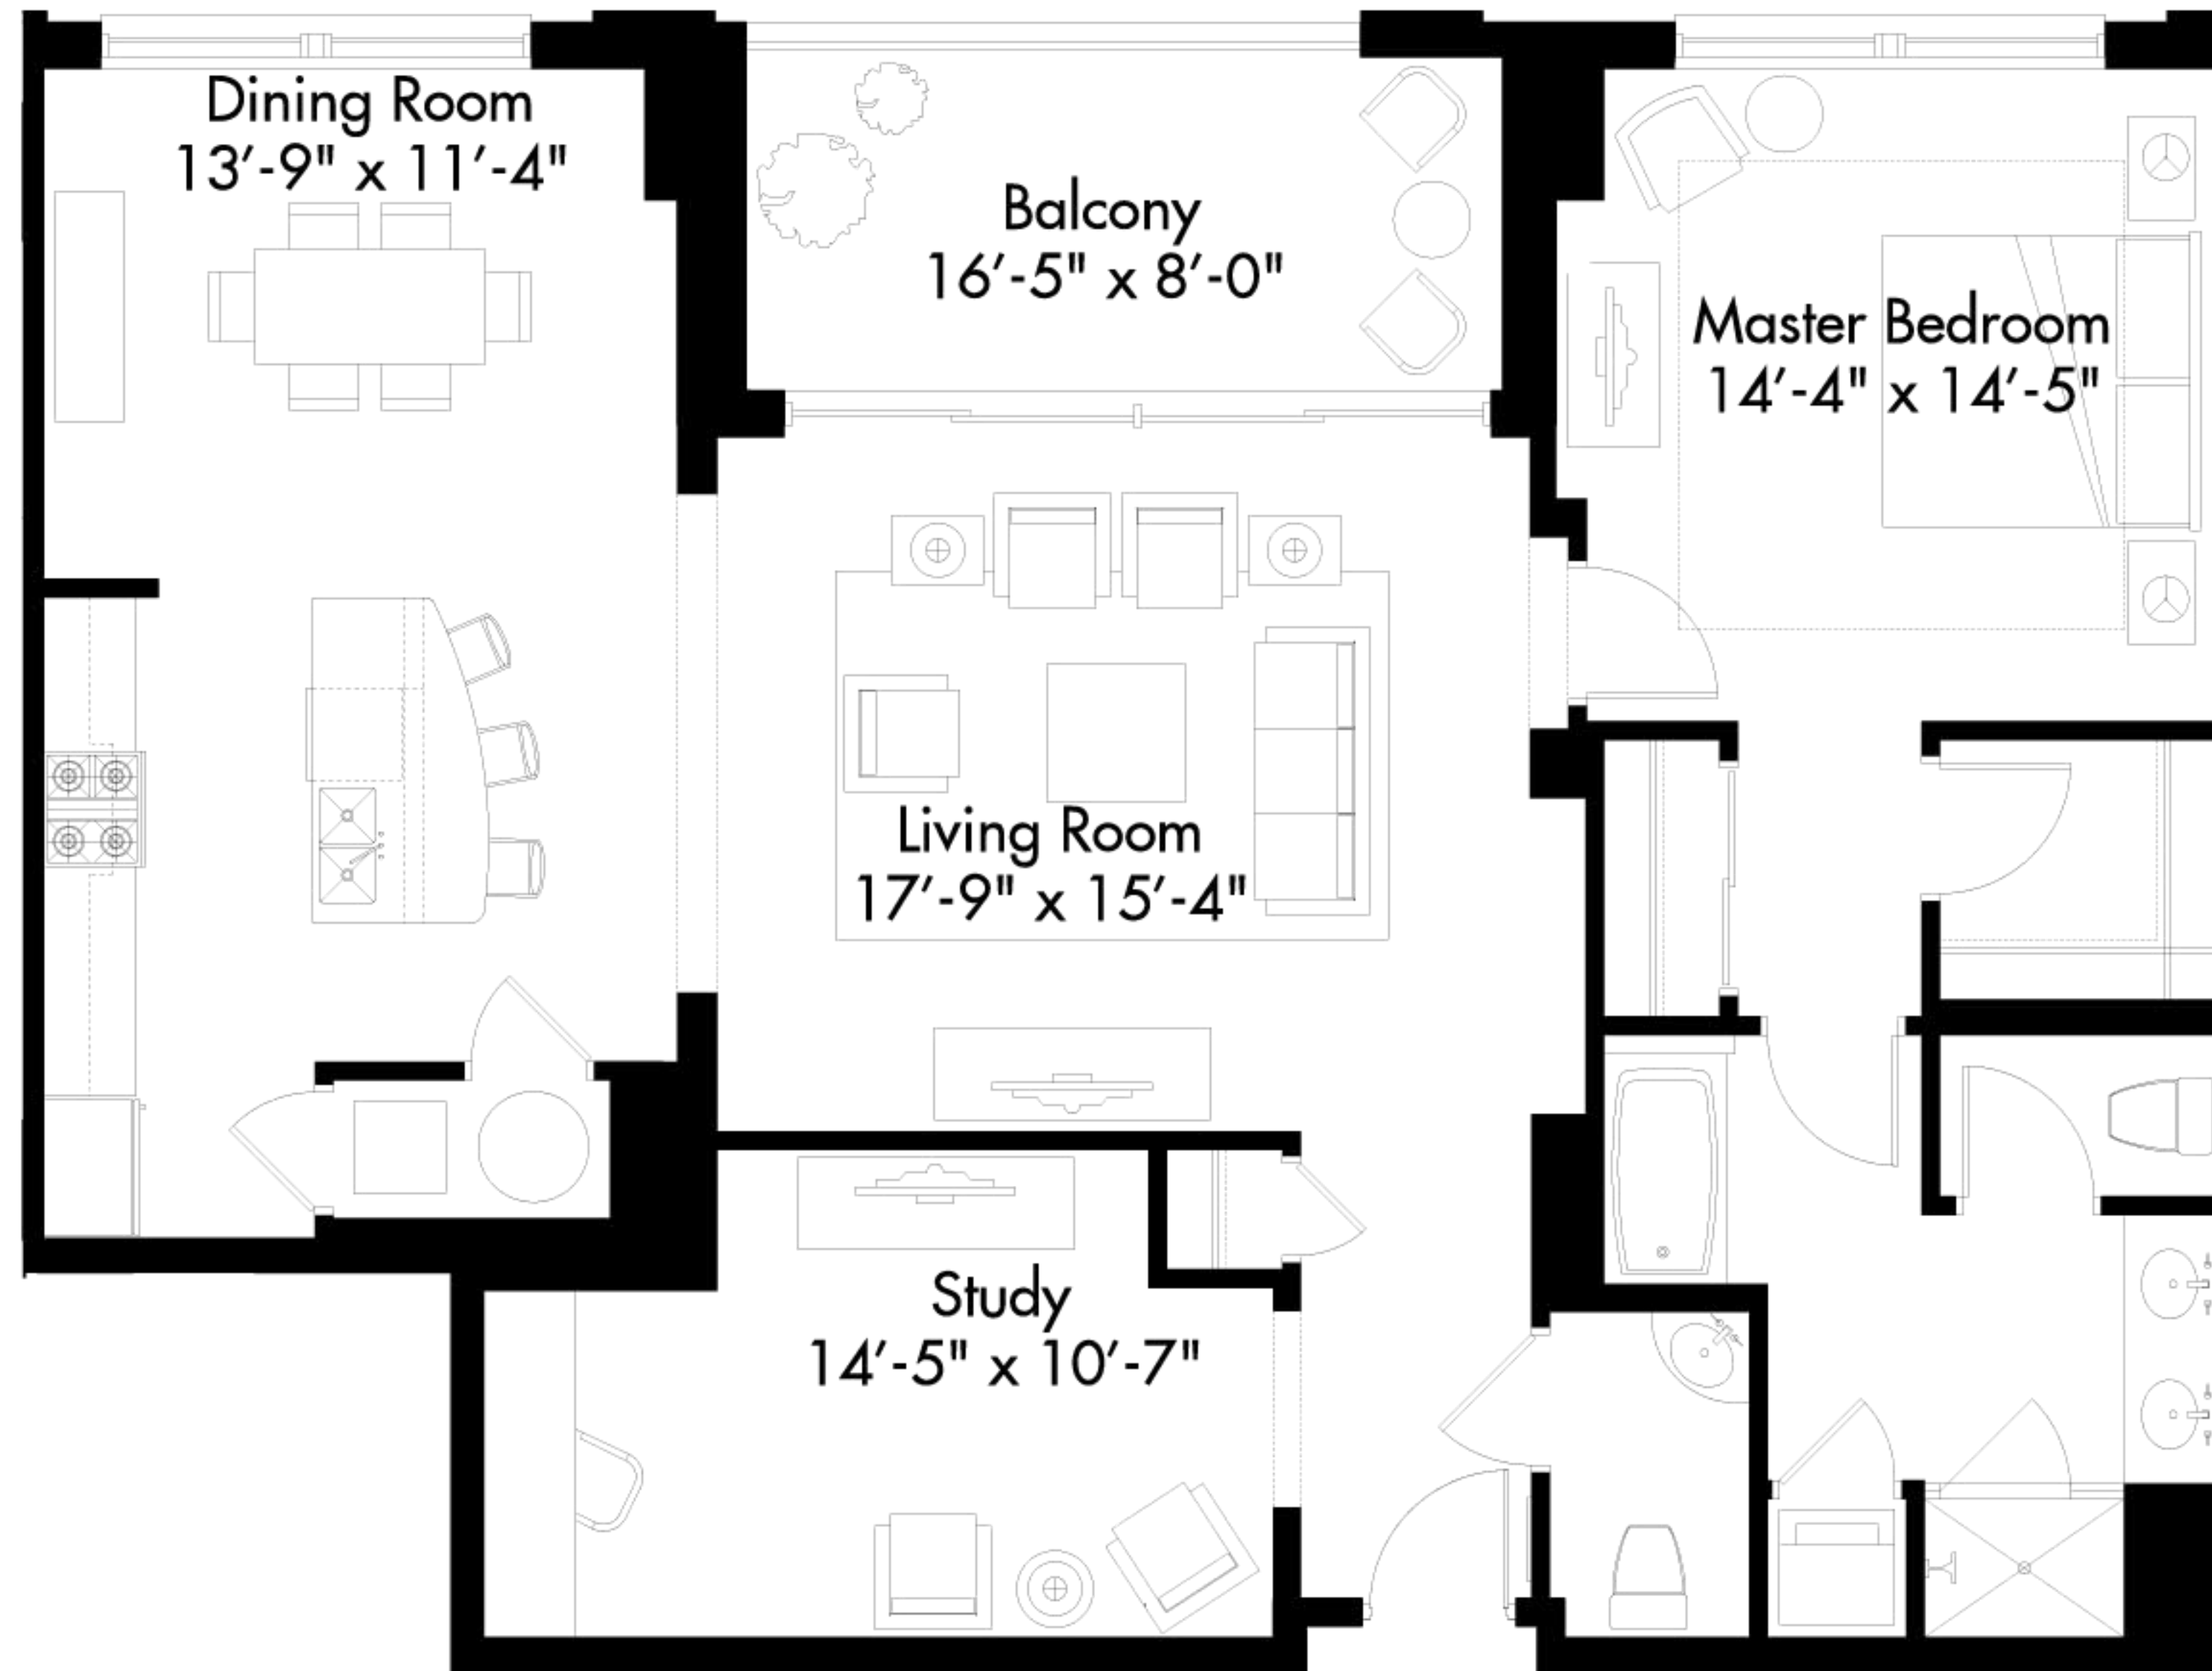 Dining Room
13′-9" x 11′-4"
Balcony
16′-5" x 8′-0"
Master Bedroom
14′-4" x 14′-5"
Living Room
17′-9" x 15′-4"
Study
14′-5" x 10′-7"